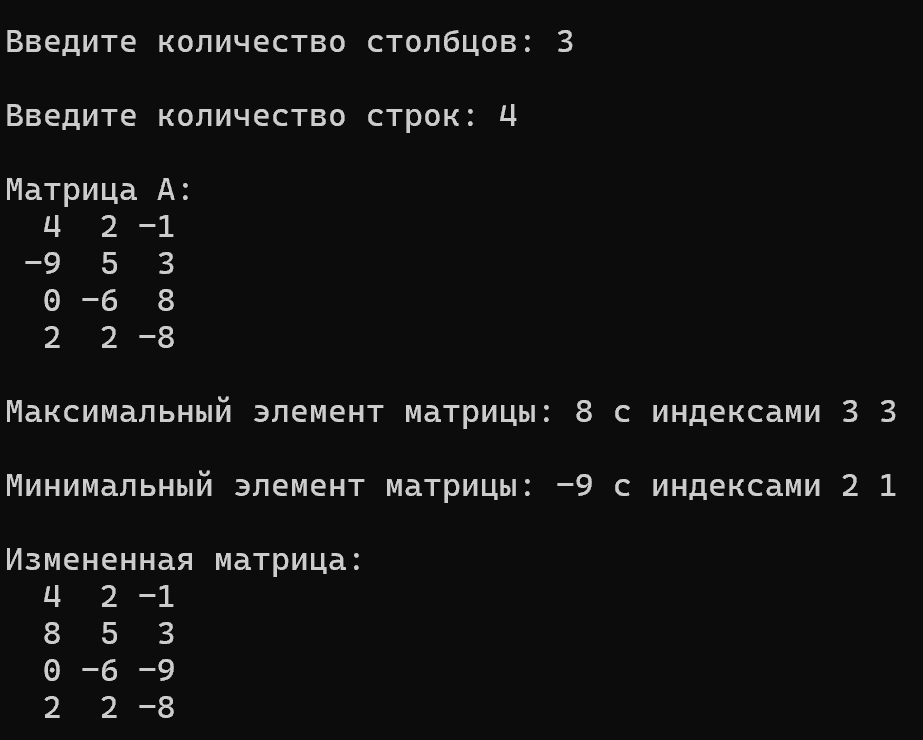 Введите количество столбцов: 3
Введите количество строк: 4
Матрица А:
4 2 -1
-9 5 3
0 -6 8
2 2 -8
Максимальный элемент матрицы: 8 с индексами 3 3
Минимальный элемент матрицы: -9 с индексами 2 1
Измененная матрица:
4 2 -1
8 5 3
0 -6 -9
2 2 -8